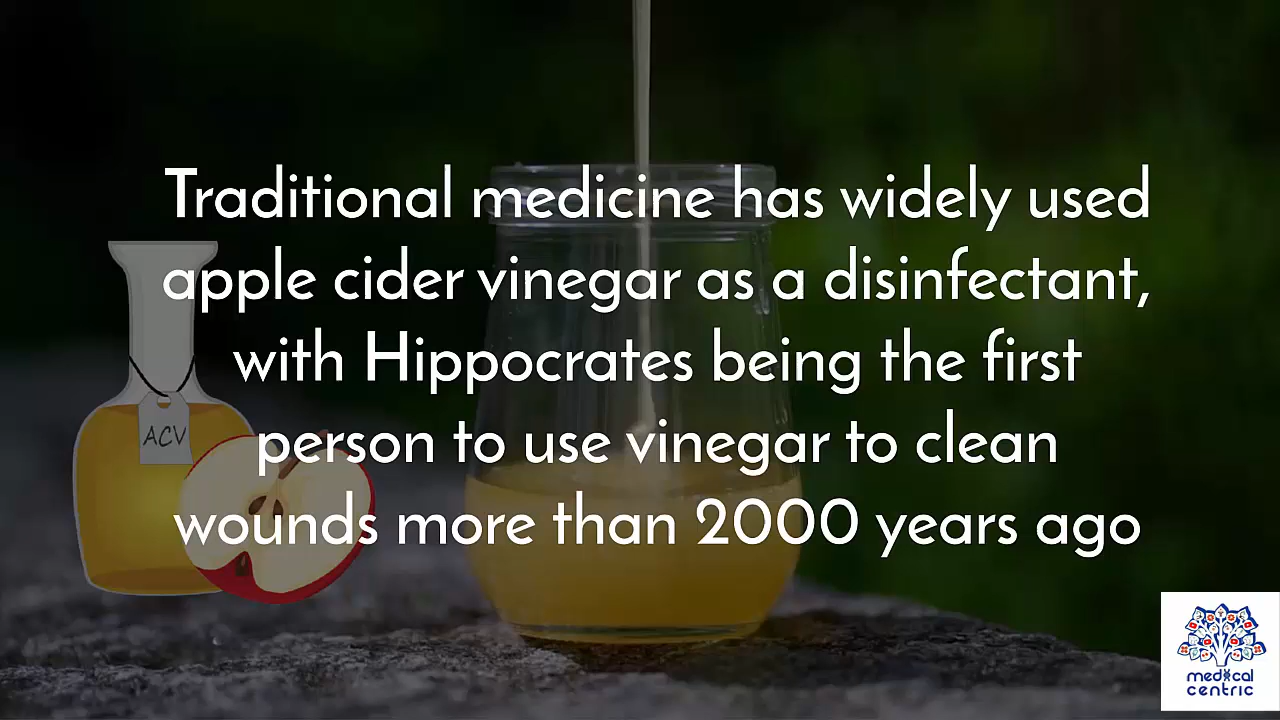 Traditional medicine has widely used
apple cider vinegar as a disinfectant,
with Hippocrates being the first
person to use vinegar to clean
wounds more than 2000 years ago
ACV
medical
centric